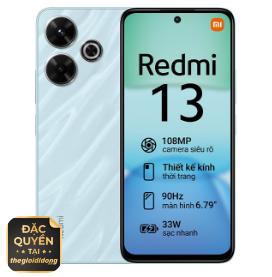 Redmi
13
108MP
camera siêu rõ
Thiết kế kính
thời trang
90Hz
màn hình 6.79"
33W
sạc nhanh
Redmi
ĐẶC
QUYỀN
TẠI
thegioididong